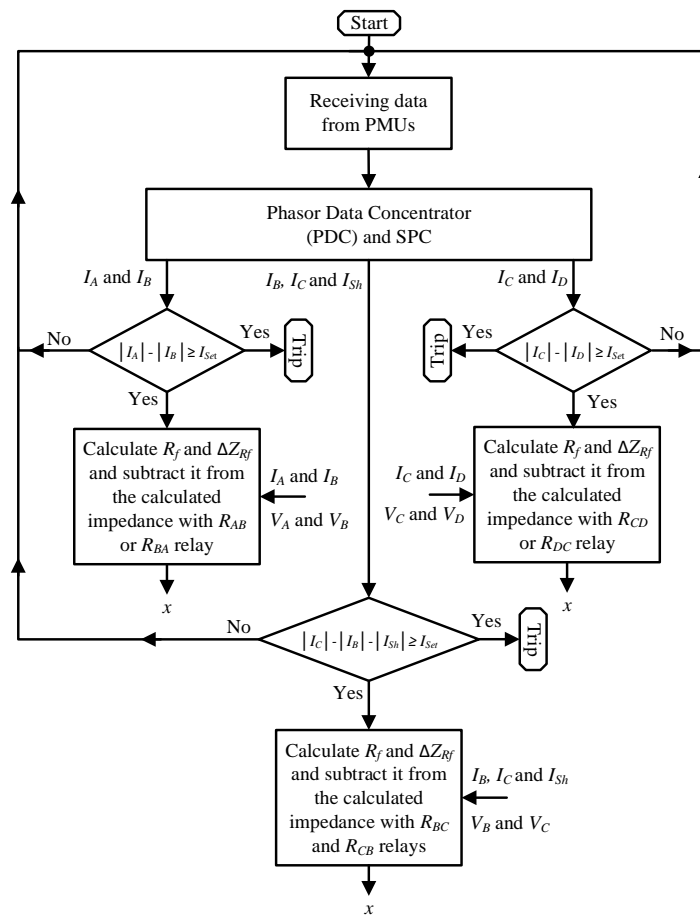 Start
Receiving data
from PMUs
Phasor Data Concentrator
(PDC) and SPC
I_A and I_B
I_B, I_C and I_Sh
I_C and I_D
No
|I_A| - |I_B| ≥ I_Set
Yes
Trip
Yes
Trip
Yes
|I_C| - |I_D| ≥ I_Set
No
Yes
Calculate R_f and ΔZ_Rf
and subtract it from
the calculated
impedance with R_AB
or R_BA relay
I_A and I_B
V_A and V_B
x
I_C and I_D
V_C and V_D
Yes
Calculate R_f and ΔZ_Rf
and subtract it from
the calculated
impedance with R_CD
or R_DC relay
x
No
|I_C| - |I_B| - |I_Sh| ≥ I_Set
Yes
Trip
Yes
Calculate R_f and ΔZ_Rf
and subtract it from
the calculated
impedance with R_BC
and R_CB relays
I_B, I_C and I_Sh
V_B and V_C
x